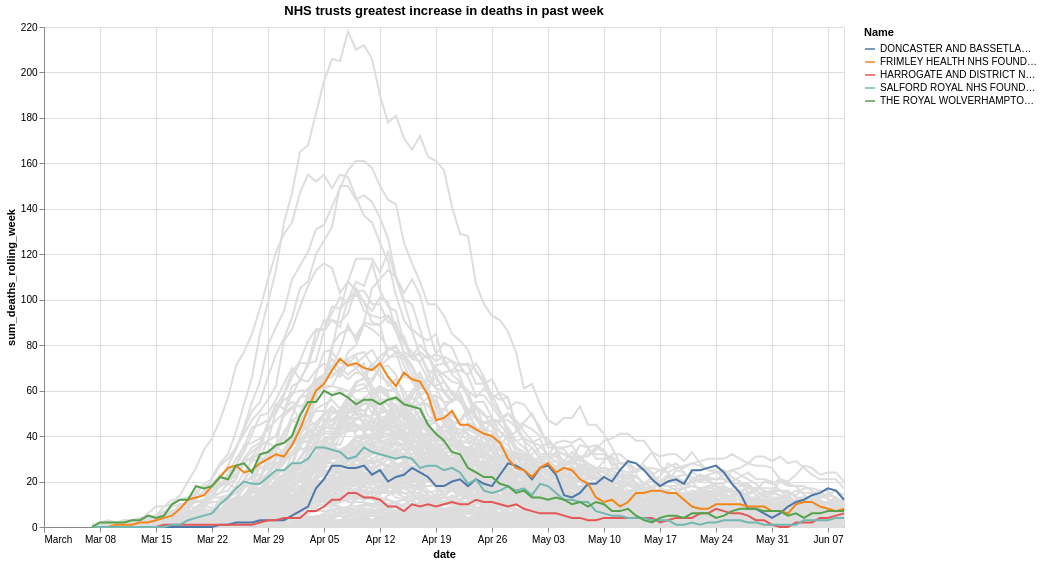 NHS trusts greatest increase in deaths in past week
220
200
180
160
140
120
100
80
60
40
20
0
sum_deaths_rolling_week
March Mar 08 Mar 15 Mar 22 Mar 29 Apr 05 Apr 12 Apr 19 Apr 26 May 03 May 10 May 17 May 24 May 31 Jun 07
date
Name
DONCASTER AND BASSETLA…
FRIMLEY HEALTH NHS FOUND…
HARROGATE AND DISTRICT N…
SALFORD ROYAL NHS FOUND…
THE ROYAL WOLVERHAMPTO…